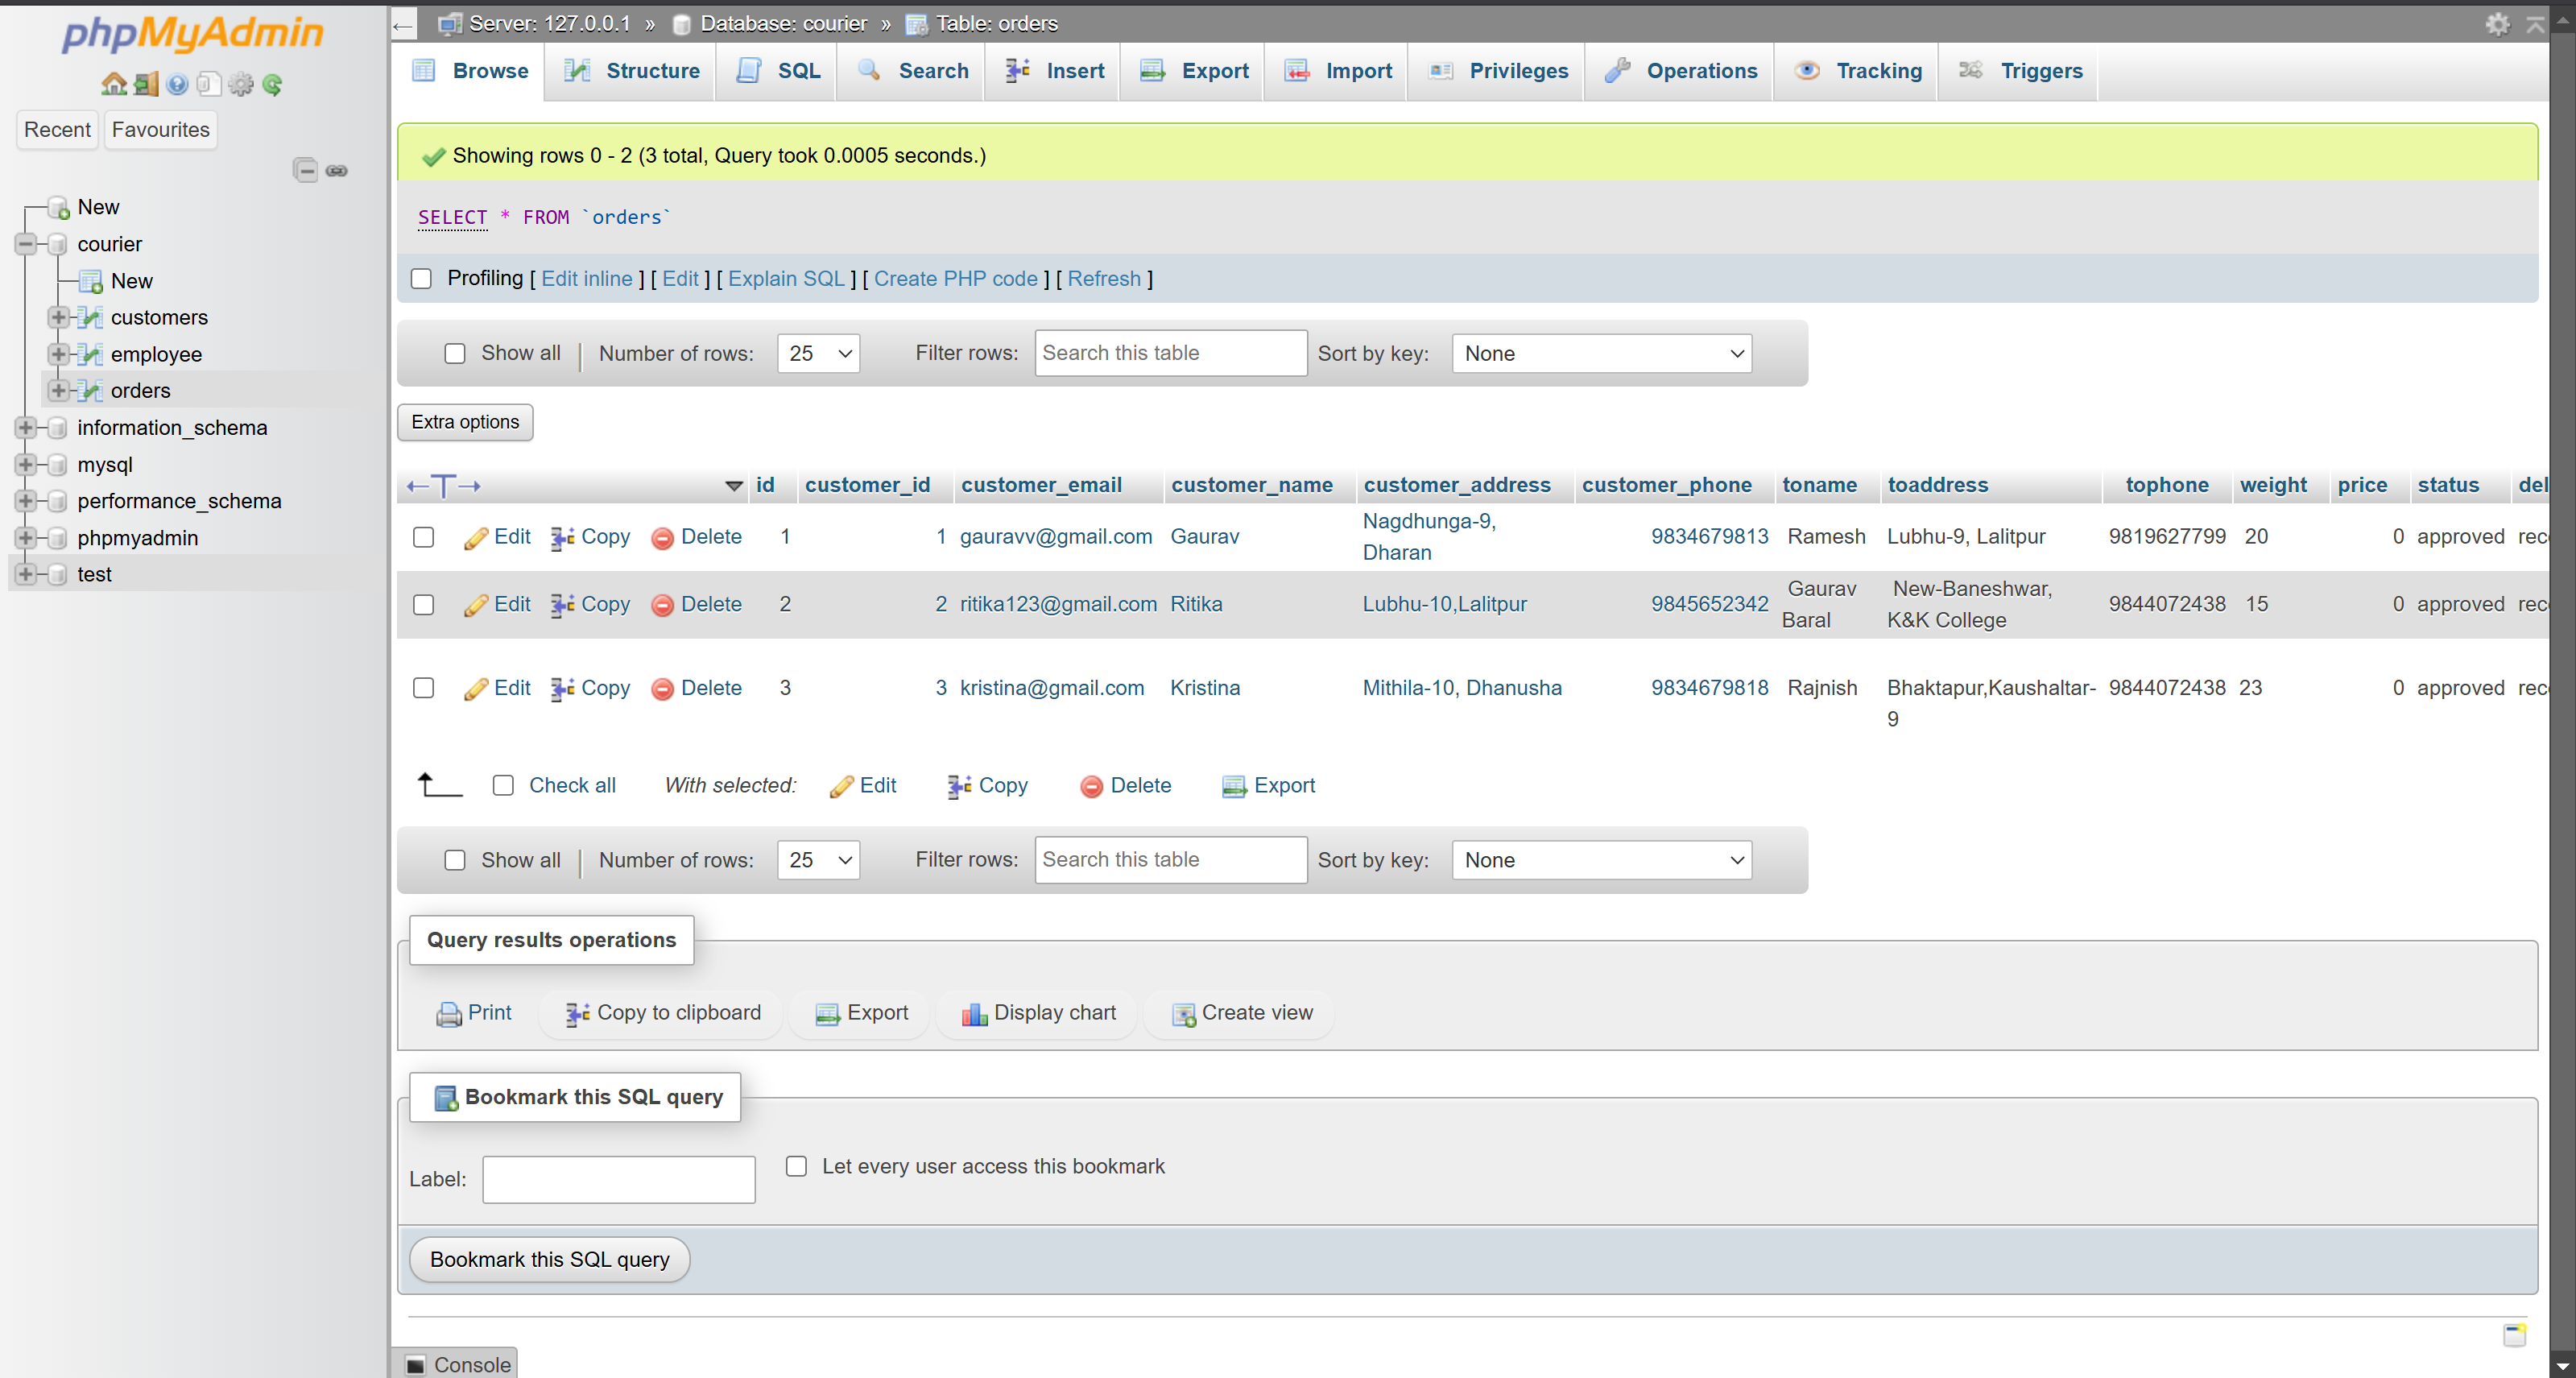 phpMyAdmin
Recent Favourites
New
courier
New
customers
employee
orders
information_schema
mysql
performance_schema
phpmyadmin
test
Server: 127.0.0.1 » Database: courier » Table: orders
Browse Structure SQL Search Insert Export Import Privileges Operations Tracking Triggers
Showing rows 0 - 2 (3 total, Query took 0.0005 seconds.)
SELECT * FROM `orders`
Profiling [ Edit inline ] [ Edit ] [ Explain SQL ] [ Create PHP code ] [ Refresh ]
Show all | Number of rows: 25 Filter rows: Search this table Sort by key: None
Extra options
id customer_id customer_email customer_name customer_address customer_phone toname toaddress tophone weight price status del
Edit Copy Delete 1 1 gauravv@gmail.com Gaurav Nagdhunga-9, Dharan 9834679813 Ramesh Lubhu-9, Lalitpur 9819627799 20 0 approved rec
Edit Copy Delete 2 2 ritika123@gmail.com Ritika Lubhu-10,Lalitpur 9845652342 Gaurav Baral New-Baneshwar, K&K College 9844072438 15 0 approved rec
Edit Copy Delete 3 3 kristina@gmail.com Kristina Mithila-10, Dhanusha 9834679818 Rajnish Bhaktapur,Kaushaltar-9 9844072438 23 0 approved rec
Check all With selected: Edit Copy Delete Export
Show all | Number of rows: 25 Filter rows: Search this table Sort by key: None
Query results operations
Print Copy to clipboard Export Display chart Create view
Bookmark this SQL query
Label: Let every user access this bookmark
Bookmark this SQL query
Console